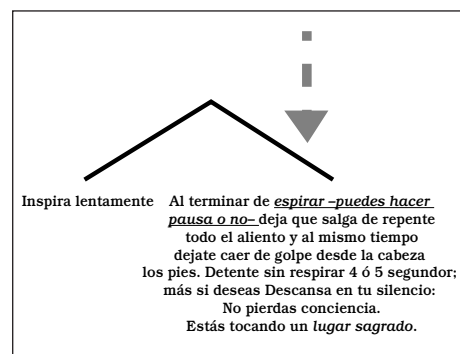 Inspira lentamente
Al terminar de espirar –puedes hacer
pausa o no– deja que salga de repente
todo el aliento y al mismo tiempo
dejate caer de golpe desde la cabeza
los pies. Detente sin respirar 4 ó 5 segundor;
más si deseas Descansa en tu silencio:
No pierdas conciencia.
Estás tocando un lugar sagrado.